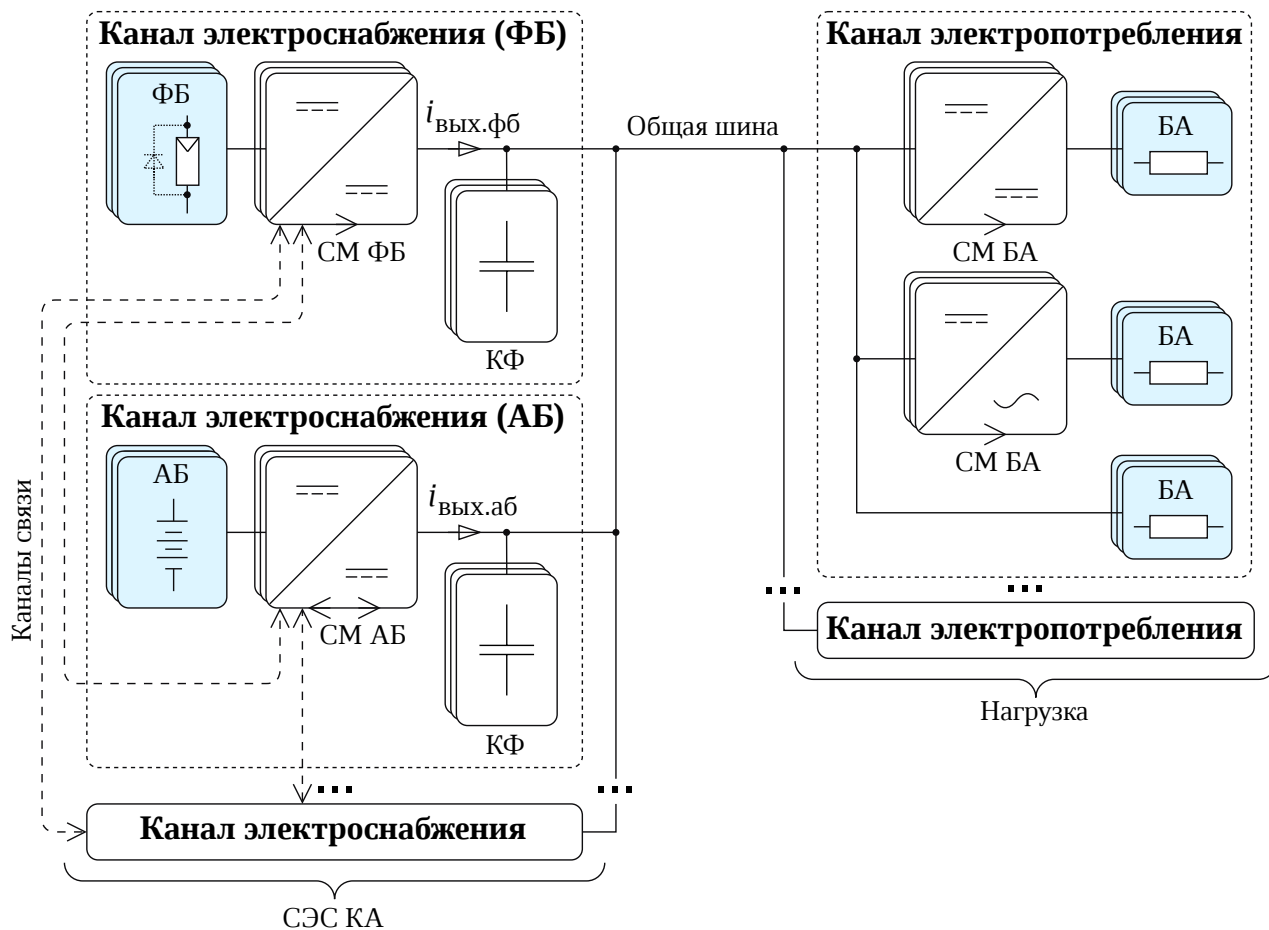 Канал электроснабжения (ФБ)
ФБ
СМ ФБ
iвых.фб
КФ
Общая шина
Канал электропотребления
СМ БА
БА
СМ БА
БА
БА
Канал электроснабжения (АБ)
АБ
СМ АБ
iвых.аб
КФ
Каналы связи
...
...
Канал электроснабжения
СЭС КА
...
...
Канал электропотребления
Нагрузка